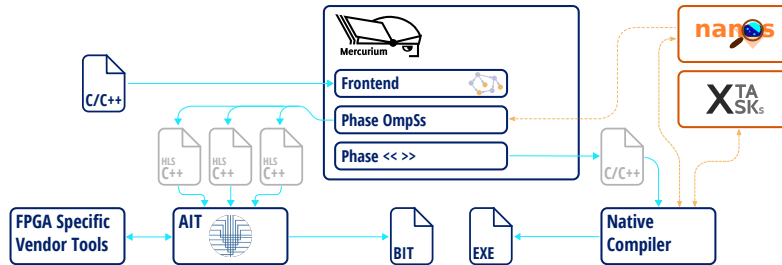 Mercurium
nanos
C/C++
Frontend
XTASKs
Phase OmpSs
HLS
C++
HLS
C++
HLS
C++
Phase << >>
C/C++
FPGA Specific
Vendor Tools
AIT
BIT
EXE
Native
Compiler